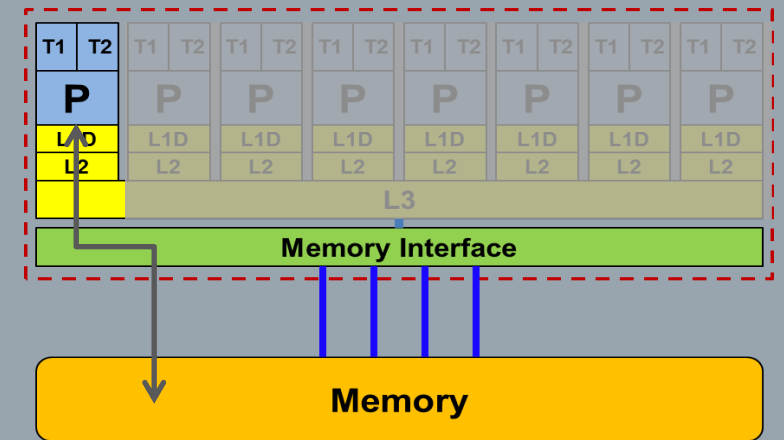 T1 T2 T1 T2 T1 T2 T1 T2 T1 T2 T1 T2 T1 T2 T1 T2
P P P P P P P P
L1D L1D L1D L1D L1D L1D L1D L1D
L2 L2 L2 L2 L2 L2 L2 L2
L3
Memory Interface
Memory